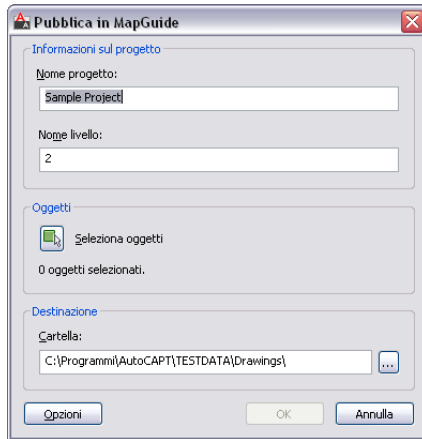 Pubblica in MapGuide
Informazioni sul progetto
Nome progetto:
Sample Project
Nome livello:
2
Oggetti
Seleziona oggetti
0 oggetti selezionati.
Destinazione
Cartella:
C:\Programmi\AutoCAPT\TESTDATA\Drawings\
...
Opzioni OK Annulla